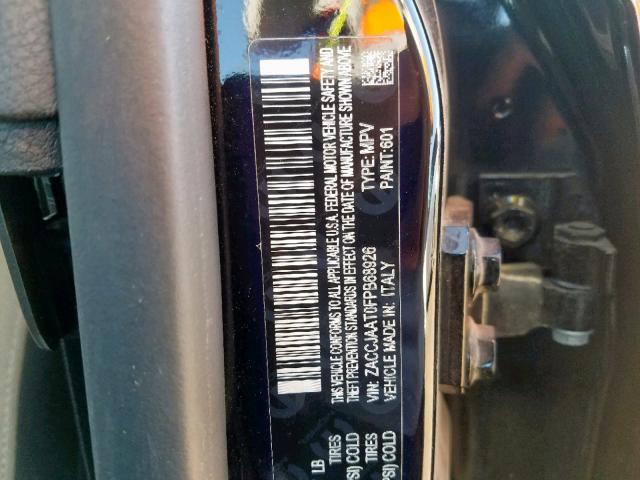 LB
TIRES
PSI) COLD
TIRES
PSI) COLD
THIS VEHICLE CONFORMS TO ALL APPLICABLE U.S.A. FEDERAL MOTOR VEHICLE SAFETY AND
THEFT PREVENTION STANDARDS IN EFFECT ON THE DATE OF MANUFACTURE SHOWN ABOVE
VIN: ZACCJAAT0FPB68926 TYPE: MPV
VEHICLE MADE IN: ITALY PAINT: 601